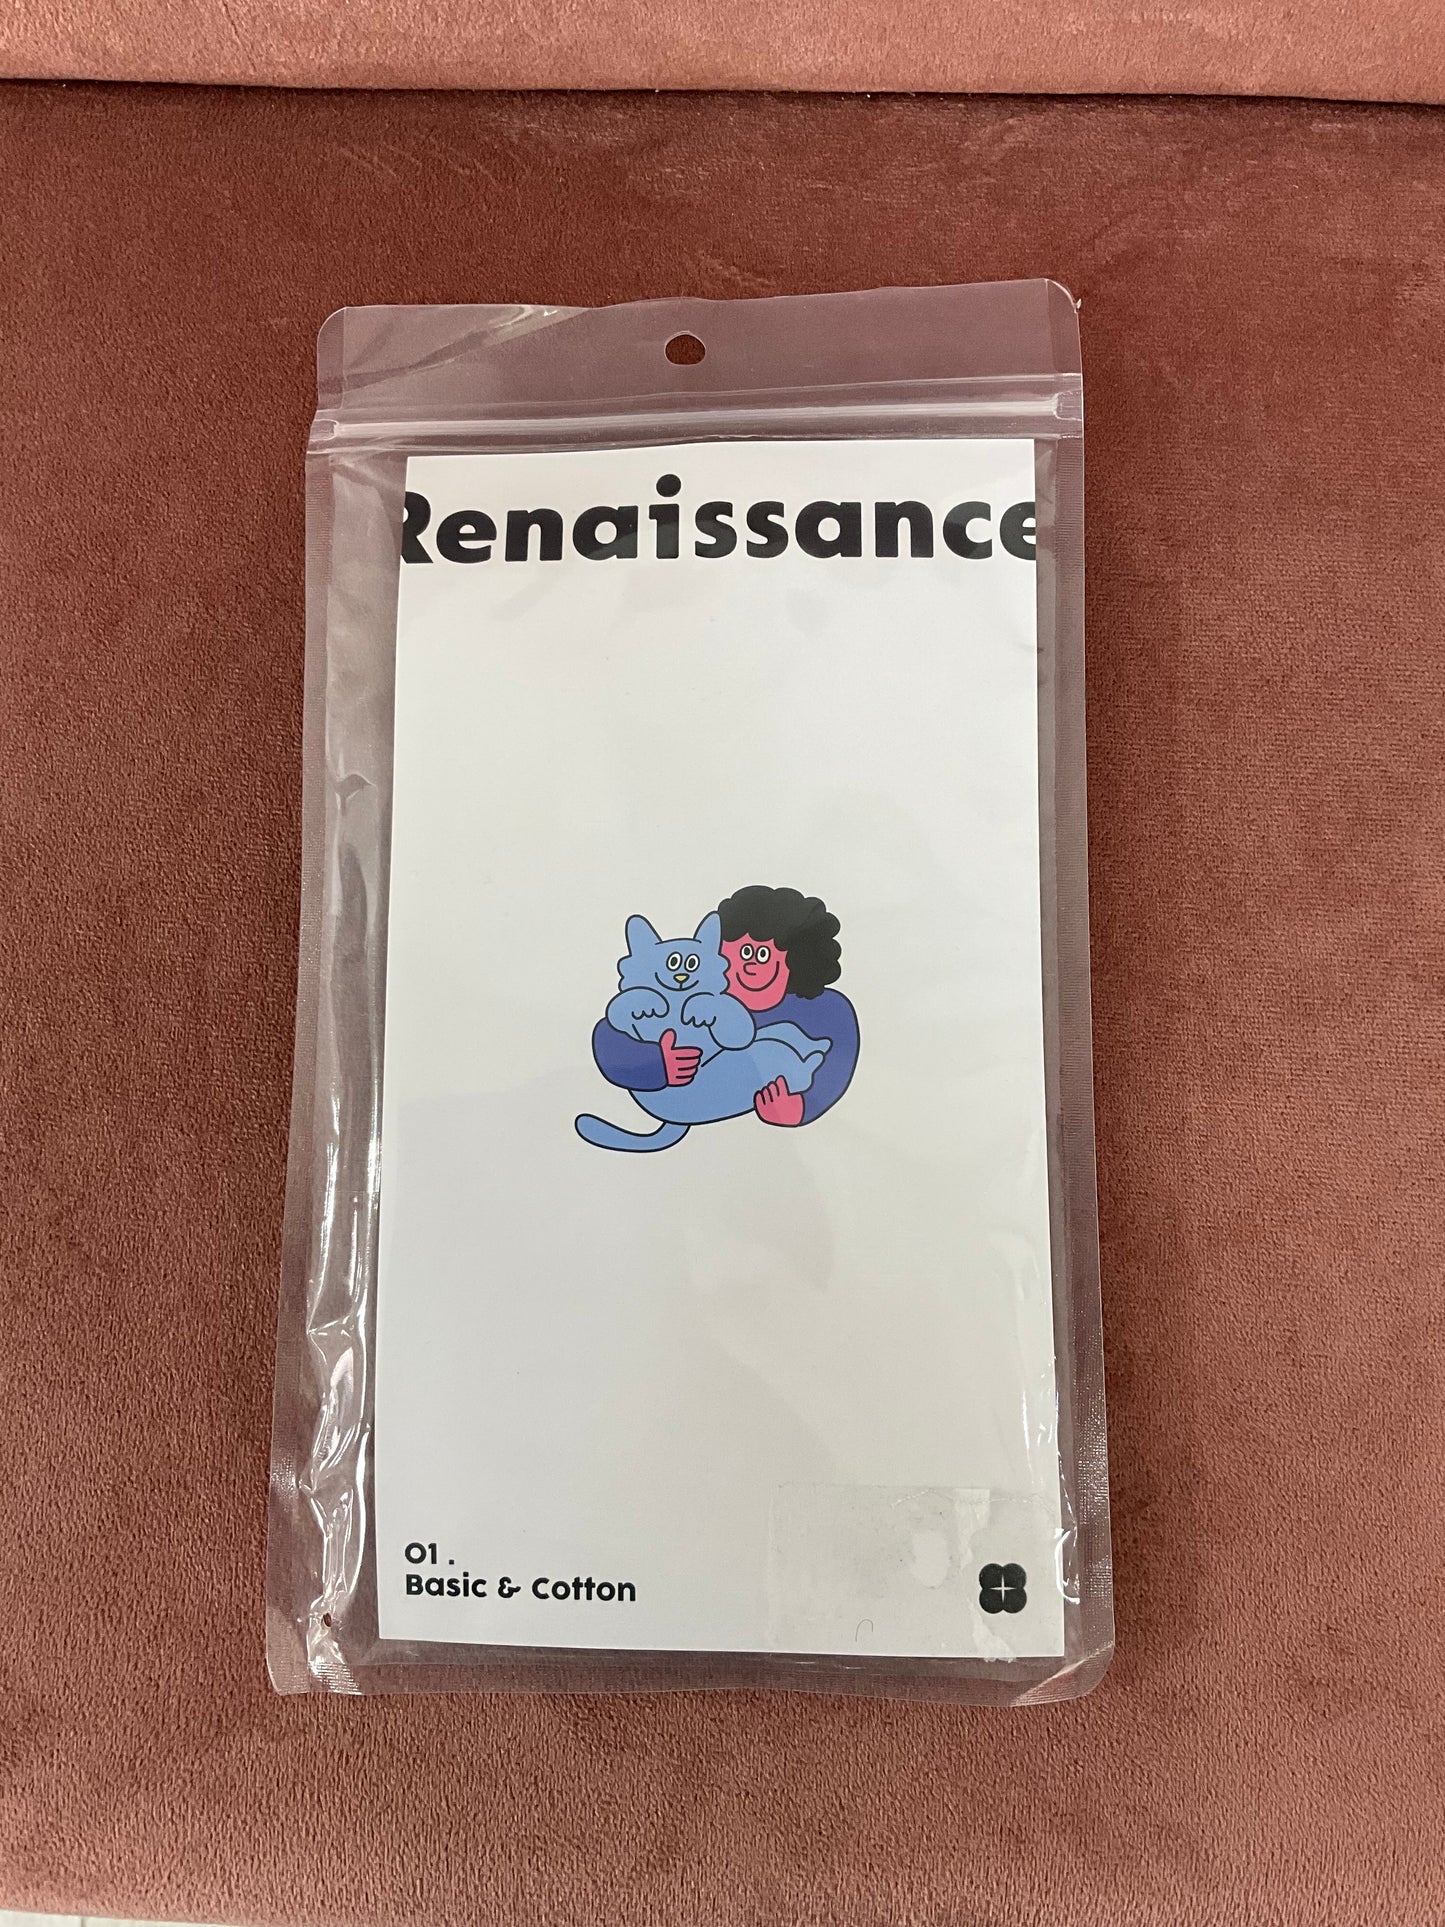 Renaissance
01 .
Basic & Cotton